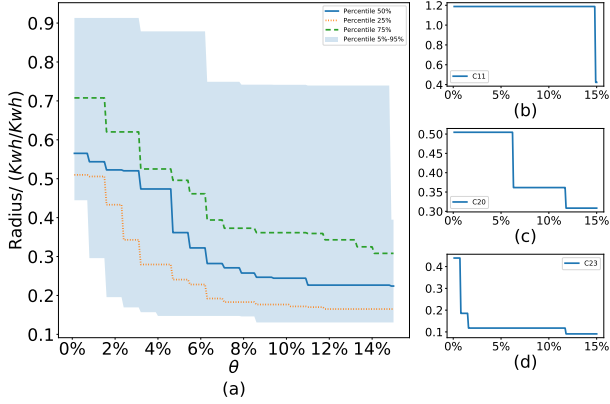 0.9
0.8
0.7
0.6
0.5
0.4
0.3
0.2
0.1
Radius/ (Kwh/Kwh)
0% 2% 4% 6% 8% 10% 12% 14%
θ
(a)
Percentile 50%
Percentile 25%
Percentile 75%
Percentile 5%-95%
1.2
1.0
0.8
0.6
0.4
C11
0% 5% 10% 15%
(b)
0.50
0.45
0.40
0.35
0.30
C20
0% 5% 10% 15%
(c)
0.4
0.3
0.2
0.1
C23
0% 5% 10% 15%
(d)